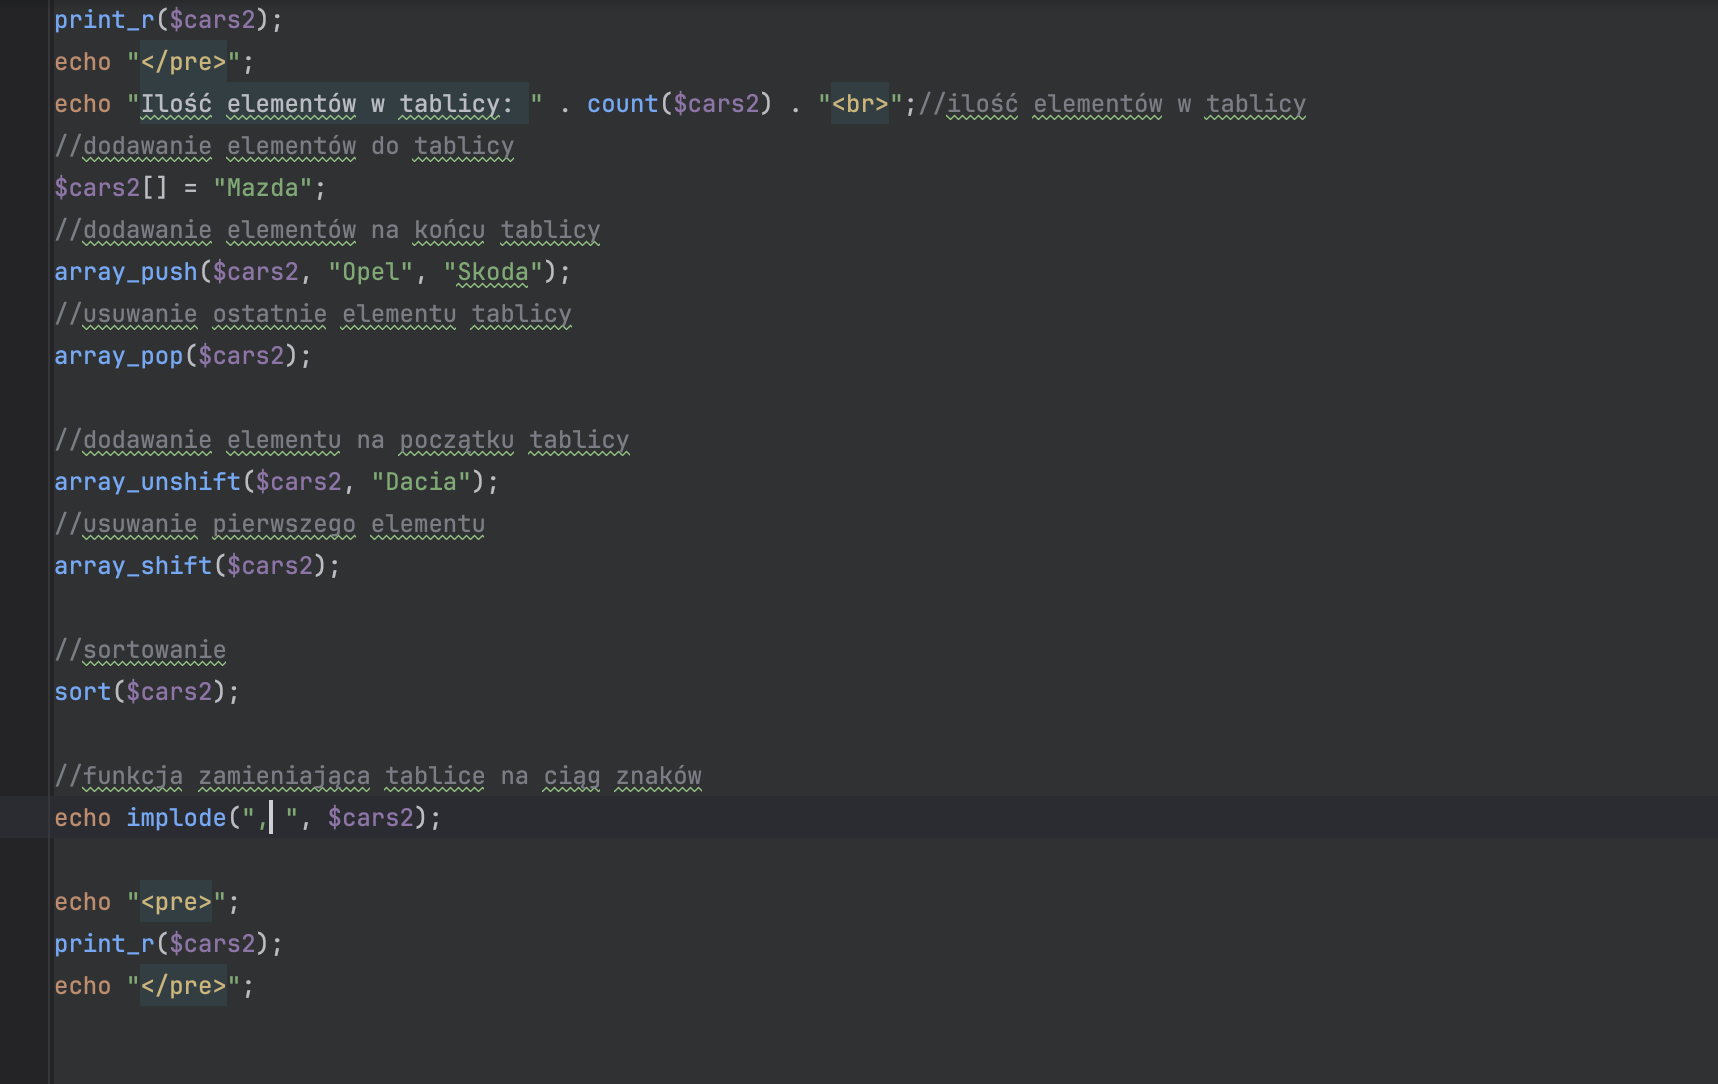 print_r($cars2);
echo "</pre>";
echo "Ilość elementów w tablicy: " . count($cars2) . "<br>";//ilość elementów w tablicy
//dodawanie elementów do tablicy
$cars2[] = "Mazda";
//dodawanie elementów na końcu tablicy
array_push($cars2, "Opel", "Skoda");
//usuwanie ostatnie elementu tablicy
array_pop($cars2);
//dodawanie elementu na początku tablicy
array_unshift($cars2, "Dacia");
//usuwanie pierwszego elementu
array_shift($cars2);
//sortowanie
sort($cars2);
//funkcja zamieniająca tablice na ciąg znaków
echo implode(", ", $cars2);
echo "<pre>";
print_r($cars2);
echo "</pre>";